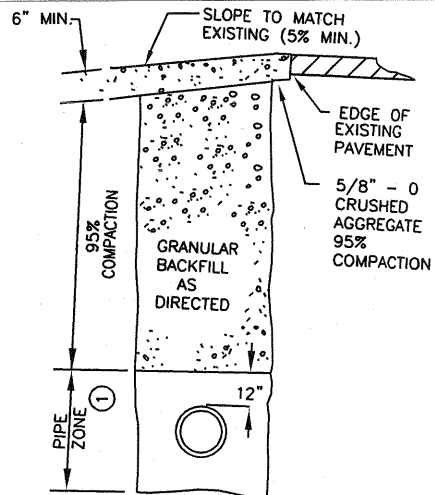 6" MIN.
SLOPE TO MATCH
EXISTING (5% MIN.)
EDGE OF
EXISTING
PAVEMENT
5/8" - 0
CRUSHED
AGGREGATE
95%
COMPACTION
95%
COMPACTION
GRANULAR
BACKFILL
AS
DIRECTED
12"
PIPE
ZONE
1